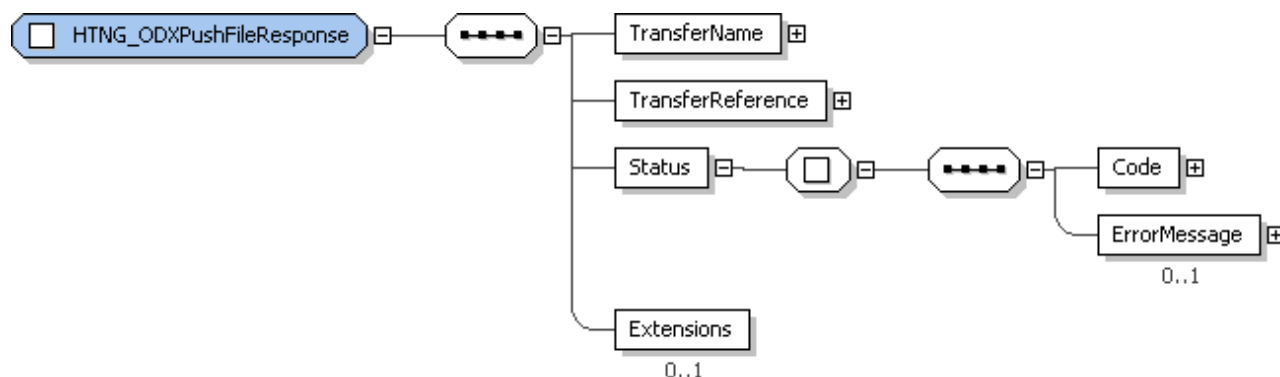 HTNG_ODXPushFileResponse
TransferName
TransferReference
Status
Code
ErrorMessage
0..1
Extensions
0..1